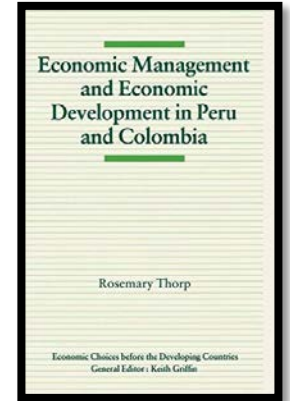 Economic Management
and Economic
Development in Peru
and Colombia
Rosemary Thorp
Economic Choices before the Developing Countries
General Editor: Keith Griffin